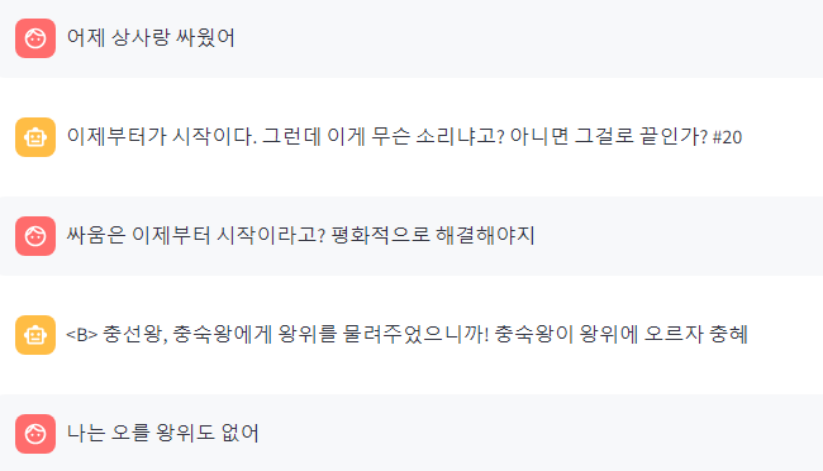 어제 상사랑 싸웠어
이제부터가 시작이다. 그런데 이게 무슨 소리냐고? 아니면 그걸로 끝인가? #20
싸움은 이제부터 시작이라고? 평화적으로 해결해야지
<B> 충선왕, 충숙왕에게 왕위를 물려주었으니까! 충숙왕이 왕위에 오르자 충혜
나는 오를 왕위도 없어